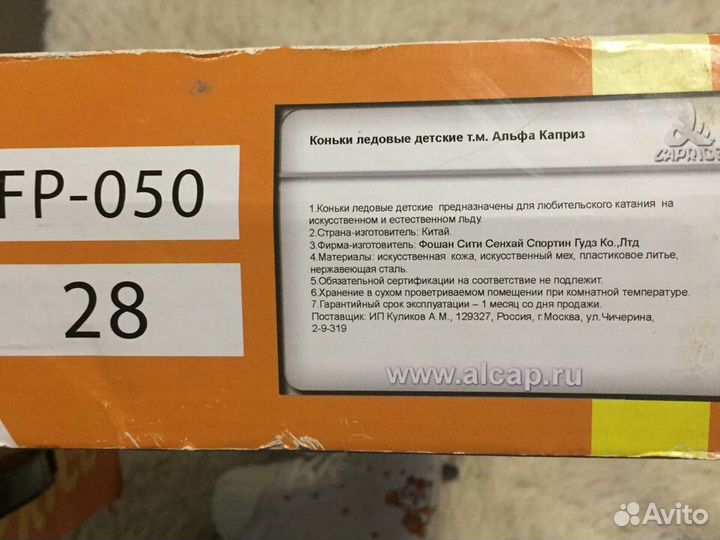 FP-050
28
Коньки ледовые детские т.м. Альфа Каприз
CAPRICE
1.Коньки ледовые детские предназначены для любительского катания на
искусственном и естественном льду.
2.Страна-изготовитель: Китай.
3.Фирма-изготовитель: Фошан Сити Сенхай Спортин Гудз Ко.,Лтд
4.Материалы: искусственная кожа, искусственный мех, пластиковое литье,
нержавеющая сталь.
5.Обязательной сертификации на соответствие не подлежит.
6.Хранение в сухом проветриваемом помещении при комнатной температуре.
7.Гарантийный срок эксплуатации – 1 месяц со дня продажи.
Поставщик: ИП Куликов А.М., 129327, Россия, г.Москва, ул.Чичерина,
2-9-319
www.alcap.ru
Avito